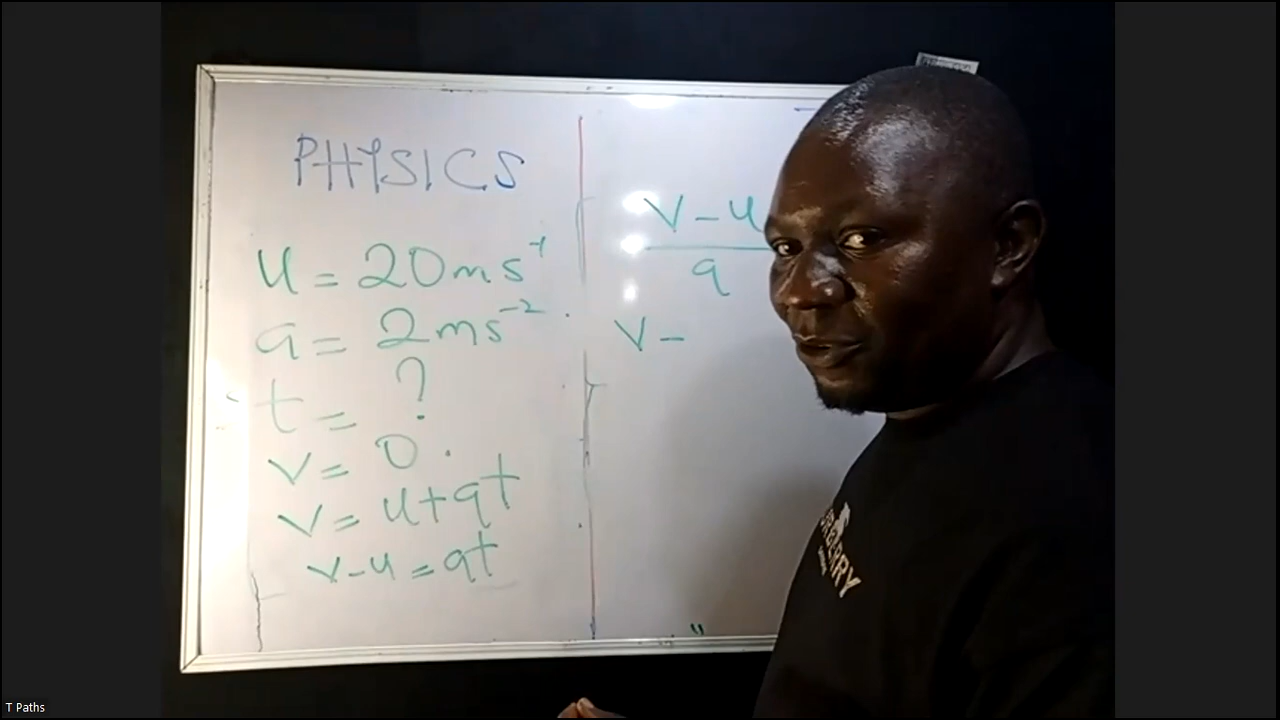 PHYSICS
u = 20ms⁻¹
a = 2ms⁻²
t = ?
v = 0.
v = u+at
v-u = at
v-u
a
v-
T Paths